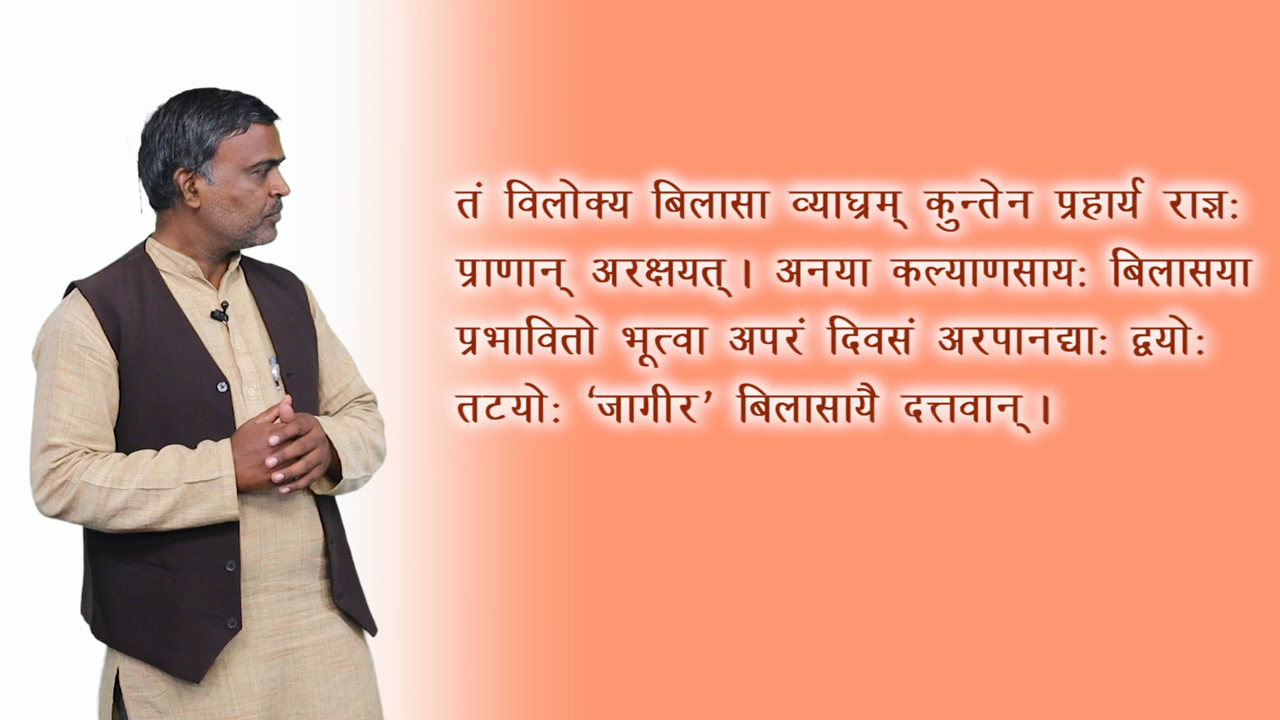 तं विलोक्य बिलासा व्याघ्रम् कुन्तेन प्रहार्य राज्ञः
प्राणान् अरक्षयत् । अनया कल्याणसायः बिलासया
प्रभावितो भूत्वा अपरं दिवसं अरपानद्याः द्वयोः
तटयोः ‘जागीर’ बिलासायै दत्तवान् ।